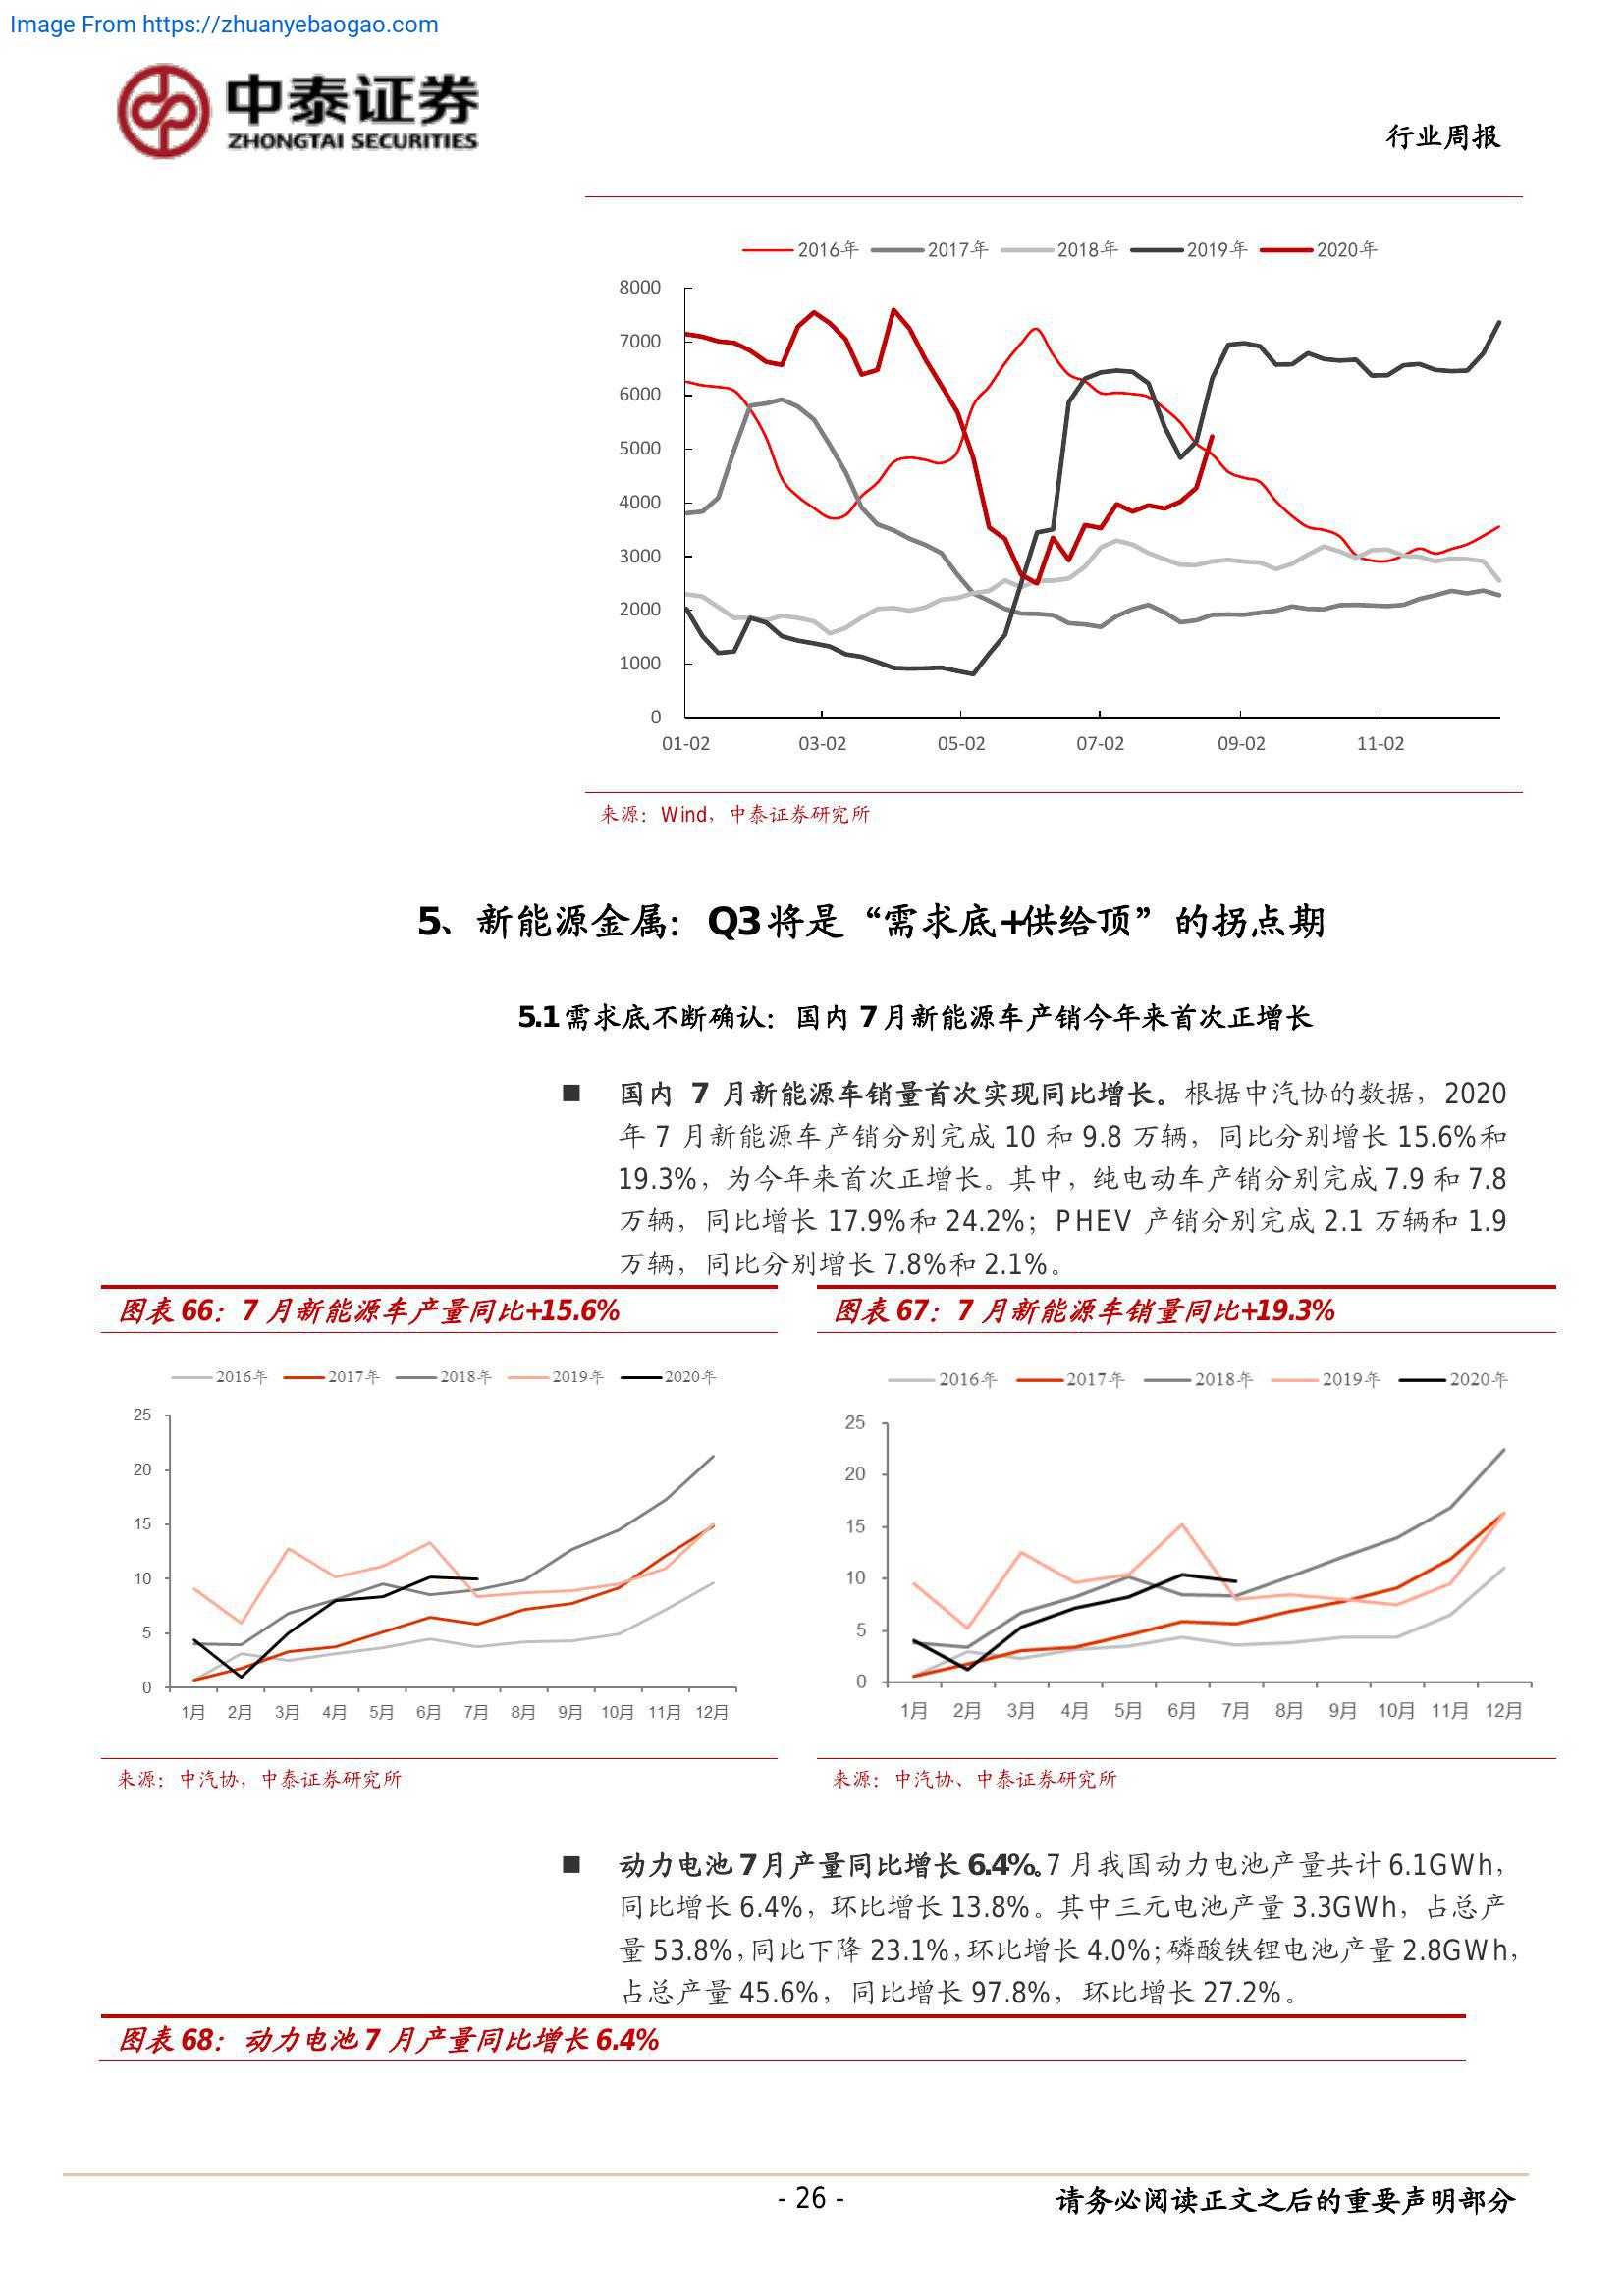 Image From https://zhuanyebaogao.com
中泰证券
ZHONGTAI SECURITIES
行业周报
2016年 2017年 2018年 2019年 2020年
8000
7000
6000
5000
4000
3000
2000
1000
0
01-02 03-02 05-02 07-02 09-02 11-02
来源：Wind，中泰证券研究所
5、新能源金属：Q3将是“需求底+供给顶”的拐点期
5.1需求底不断确认：国内 7月新能源车产销今年来首次正增长
■ 国内 7 月新能源车销量首次实现同比增长。根据中汽协的数据，2020
年 7 月新能源车产销分别完成 10 和 9.8 万辆，同比分别增长 15.6%和
19.3%，为今年来首次正增长。其中，纯电动车产销分别完成 7.9 和 7.8
万辆，同比增长 17.9%和 24.2%；PHEV 产销分别完成 2.1 万辆和 1.9
万辆，同比分别增长 7.8%和 2.1%。
图表 66：7 月新能源车产量同比+15.6%
2016年 2017年 2018年 2019年 2020年
25
20
15
10
5
0
1月 2月 3月 4月 5月 6月 7月 8月 9月 10月 11月 12月
来源：中汽协，中泰证券研究所
图表 67：7 月新能源车销量同比+19.3%
2016年 2017年 2018年 2019年 2020年
25
20
15
10
5
0
1月 2月 3月 4月 5月 6月 7月 8月 9月 10月 11月 12月
来源：中汽协、中泰证券研究所
■ 动力电池 7月产量同比增长 6.4%。7 月我国动力电池产量共计 6.1GWh，
同比增长 6.4%，环比增长 13.8%。其中三元电池产量 3.3GWh，占总产
量 53.8%，同比下降 23.1%，环比增长 4.0%；磷酸铁锂电池产量 2.8GWh，
占总产量 45.6%，同比增长 97.8%，环比增长 27.2%。
图表 68：动力电池 7 月产量同比增长 6.4%
- 26 -
请务必阅读正文之后的重要声明部分